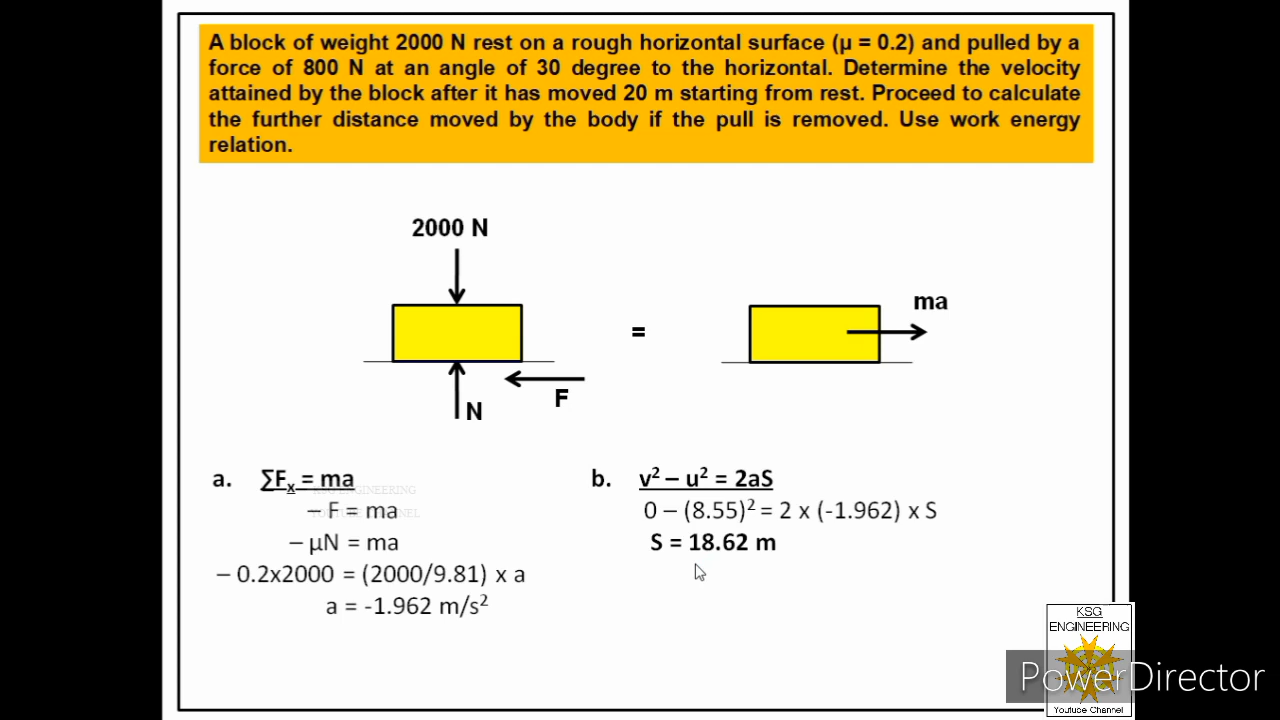 A block of weight 2000 N rest on a rough horizontal surface (μ = 0.2) and pulled by a
force of 800 N at an angle of 30 degree to the horizontal. Determine the velocity
attained by the block after it has moved 20 m starting from rest. Proceed to calculate
the further distance moved by the body if the pull is removed. Use work energy
relation.
2000 N
ma
=
F
N
a. ∑Fx = ma
– F = ma
– μN = ma
– 0.2x2000 = (2000/9.81) x a
a = -1.962 m/s²
b. v² – u² = 2aS
0 – (8.55)² = 2 x (-1.962) x S
S = 18.62 m
KSG ENGINEERING
YOUTUBE CHANNEL
KSG
ENGINEERING
Youtuce Channel
PowerDirector